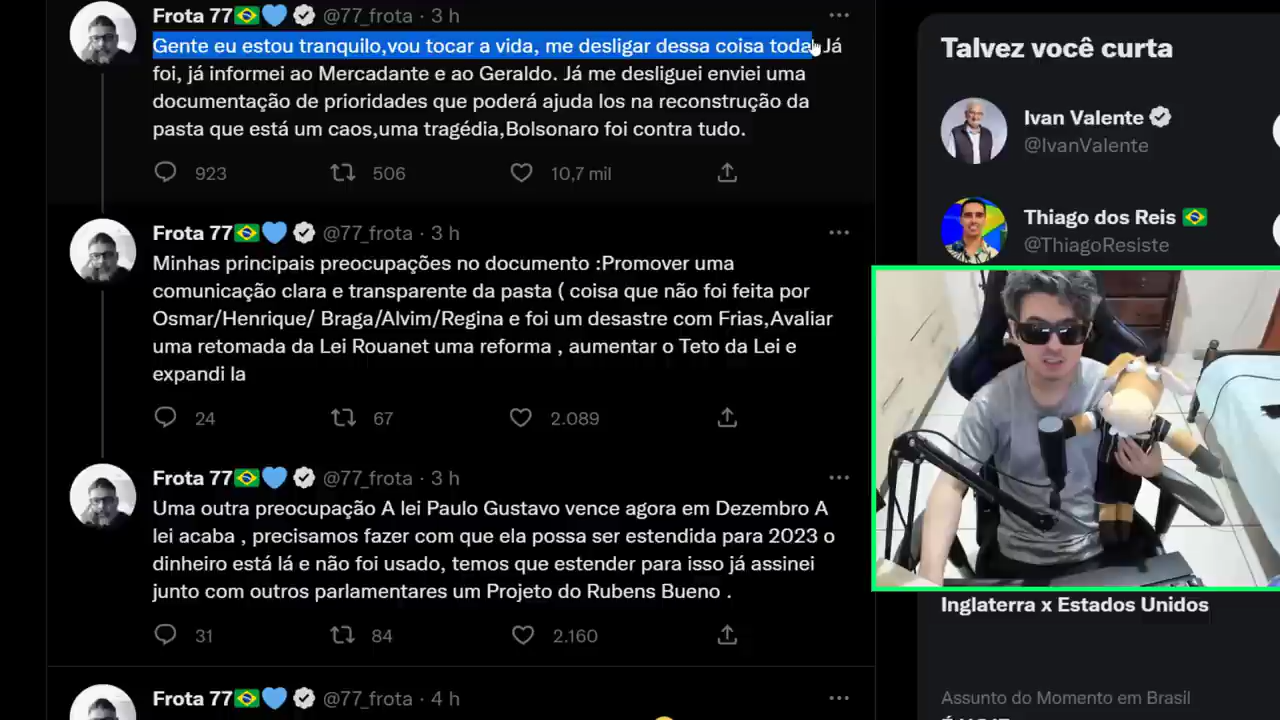 Frota 77🇧🇷💙 @77_frota · 3 h
Gente eu estou tranquilo,vou tocar a vida, me desligar dessa coisa toda Já
foi, já informei ao Mercadante e ao Geraldo. Já me desliguei enviei uma
documentação de prioridades que poderá ajuda los na reconstrução da
pasta que está um caos,uma tragédia,Bolsonaro foi contra tudo.
923 506 10,7 mil
Frota 77🇧🇷💙 @77_frota · 3 h
Minhas principais preocupações no documento :Promover uma
comunicação clara e transparente da pasta ( coisa que não foi feita por
Osmar/Henrique/ Braga/Alvim/Regina e foi um desastre com Frias,Avaliar
uma retomada da Lei Rouanet uma reforma , aumentar o Teto da Lei e
expandi la
24 67 2.089
Frota 77🇧🇷💙 @77_frota · 3 h
Uma outra preocupação A lei Paulo Gustavo vence agora em Dezembro A
lei acaba , precisamos fazer com que ela possa ser estendida para 2023 o
dinheiro está lá e não foi usado, temos que estender para isso já assinei
junto com outros parlamentares um Projeto do Rubens Bueno .
31 84 2.160
Frota 77🇧🇷💙 @77_frota · 4 h
Talvez você curta
Ivan Valente
@IvanValente
Thiago dos Reis 🇧🇷
@ThiagoResiste
Inglaterra x Estados Unidos
Assunto do Momento em Brasil